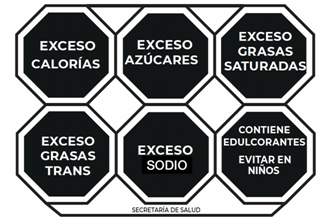 EXCESO
CALORÍAS
EXCESO
AZÚCARES
EXCESO
GRASAS
SATURADAS
EXCESO
GRASAS
TRANS
EXCESO
SODIO
CONTIENE
EDULCORANTES
EVITAR EN
NIÑOS
SECRETARÍA DE SALUD